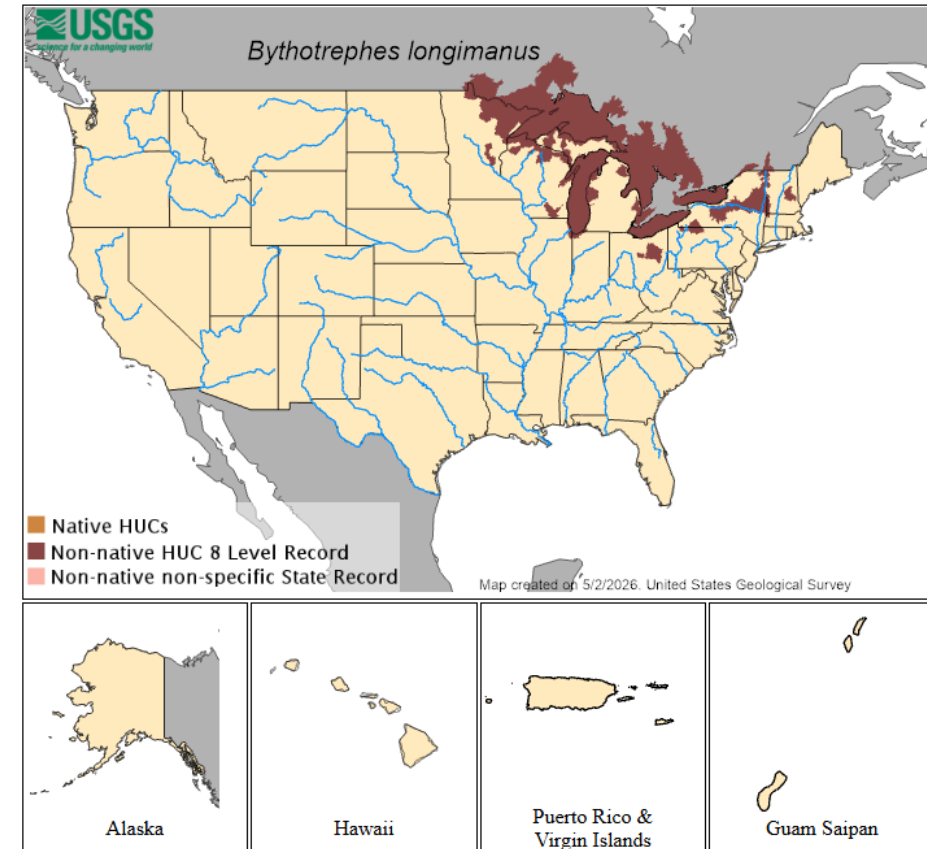 USGS
science for a changing world
Bythotrephes longimanus
Native HUCs
Non-native HUC 8 Level Record
Non-native non-specific State Record
Map created on 5/2/2026. United States Geological Survey
Alaska
Hawaii
Puerto Rico &
Virgin Islands
Guam Saipan